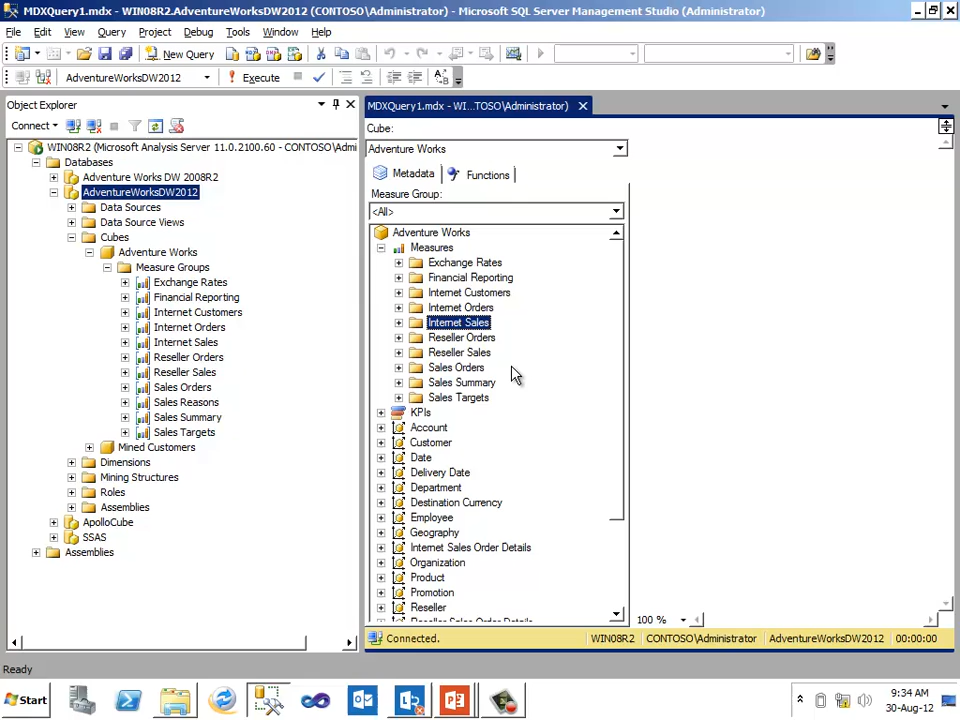 MDXQuery1.mdx - WIN08R2.AdventureWorksDW2012 (CONTOSO\Administrator) - Microsoft SQL Server Management Studio (Administrator)
File Edit View Query Project Debug Tools Window Help
New Query
AdventureWorksDW2012 Execute
Object Explorer
Connect
WIN08R2 (Microsoft Analysis Server 11.0.2100.60 - CONTOSO\Admi
Databases
Adventure Works DW 2008R2
AdventureWorksDW2012
Data Sources
Data Source Views
Cubes
Adventure Works
Measure Groups
Exchange Rates
Financial Reporting
Internet Customers
Internet Orders
Internet Sales
Reseller Orders
Reseller Sales
Sales Orders
Sales Reasons
Sales Summary
Sales Targets
Mined Customers
Dimensions
Mining Structures
Roles
Assemblies
ApolloCube
SSAS
Assemblies
MDXQuery1.mdx - WI...TOSO\Administrator)
Cube:
Adventure Works
Metadata Functions
Measure Group:
<All>
Adventure Works
Measures
Exchange Rates
Financial Reporting
Internet Customers
Internet Orders
Internet Sales
Reseller Orders
Reseller Sales
Sales Orders
Sales Summary
Sales Targets
KPIs
Account
Customer
Date
Delivery Date
Department
Destination Currency
Employee
Geography
Internet Sales Order Details
Organization
Product
Promotion
Reseller
Reseller Sales Order Details
100 %
Connected. WIN08R2 CONTOSO\Administrator AdventureWorksDW2012 00:00:00
Ready
Start
9:34 AM
30-Aug-12